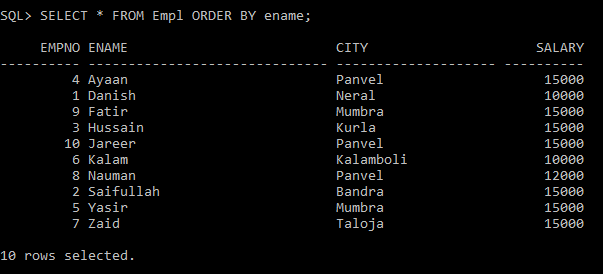 SQL> SELECT * FROM Empl ORDER BY ename;
     EMPNO ENAME                          CITY                     SALARY
---------- ------------------------------ -------------------- ----------
         4 Ayaan                          Panvel                    15000
         1 Danish                         Neral                     10000
         9 Fatir                          Mumbra                    15000
         3 Hussain                        Kurla                     15000
        10 Jareer                         Panvel                    15000
         6 Kalam                          Kalamboli                 10000
         8 Nauman                         Panvel                    12000
         2 Saifullah                      Bandra                    15000
         5 Yasir                          Mumbra                    15000
         7 Zaid                           Taloja                    15000
10 rows selected.